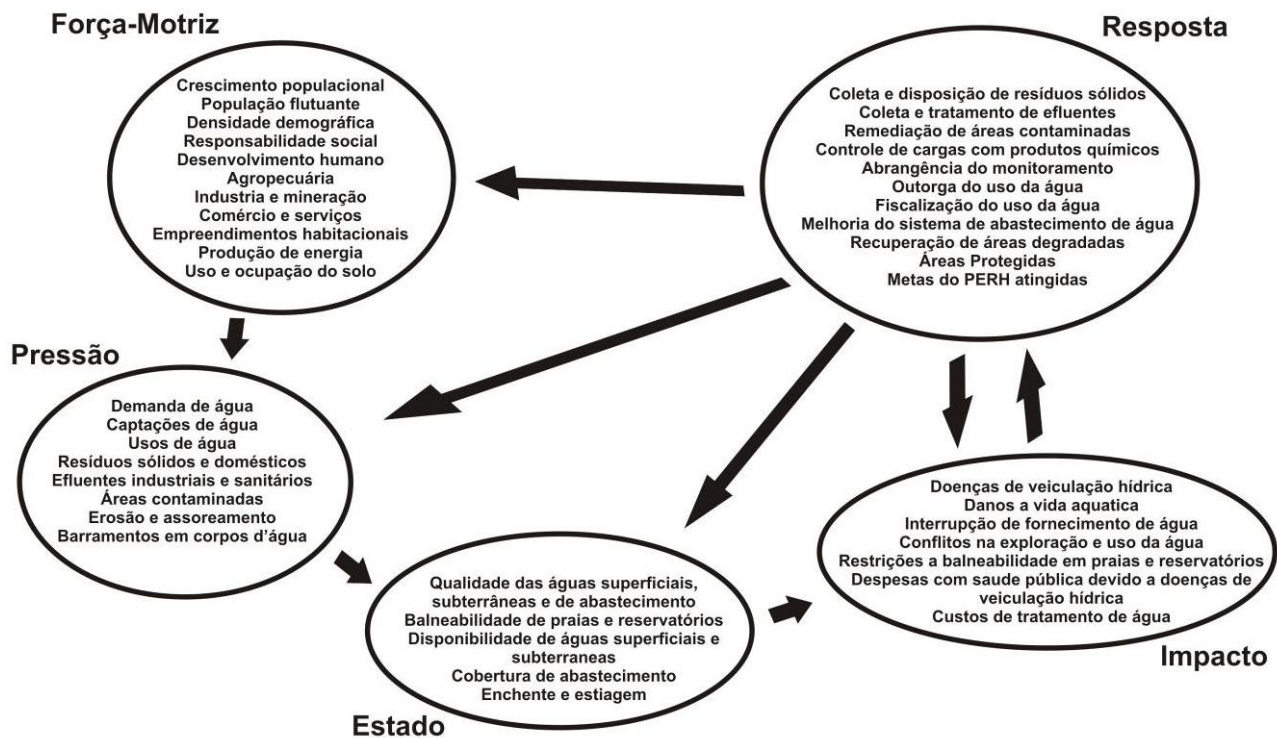 Força-Motriz
Crescimento populacional
População flutuante
Densidade demográfica
Responsabilidade social
Desenvolvimento humano
Agropecuária
Industria e mineração
Comércio e serviços
Empreendimentos habitacionais
Produção de energia
Uso e ocupação do solo
Resposta
Coleta e disposição de resíduos sólidos
Coleta e tratamento de efluentes
Remediação de áreas contaminadas
Controle de cargas com produtos químicos
Abrangência do monitoramento
Outorga do uso da água
Fiscalização do uso da água
Melhoria do sistema de abastecimento de água
Recuperação de áreas degradadas
Áreas Protegidas
Metas do PERH atingidas
Pressão
Demanda de água
Captações de água
Usos de água
Resíduos sólidos e domésticos
Efluentes industriais e sanitários
Áreas contaminadas
Erosão e assoreamento
Barramentos em corpos d'água
Qualidade das águas superficiais,
subterrâneas e de abastecimento
Balneabilidade de praias e reservatórios
Disponibilidade de águas superficiais e
subterraneas
Cobertura de abastecimento
Enchente e estiagem
Estado
Doenças de veiculação hídrica
Danos a vida aquatica
Interrupção de fornecimento de água
Conflitos na exploração e uso da água
Restrições a balneabilidade em praias e reservatórios
Despesas com saude pública devido a doenças de
veiculação hídrica
Custos de tratamento de água
Impacto